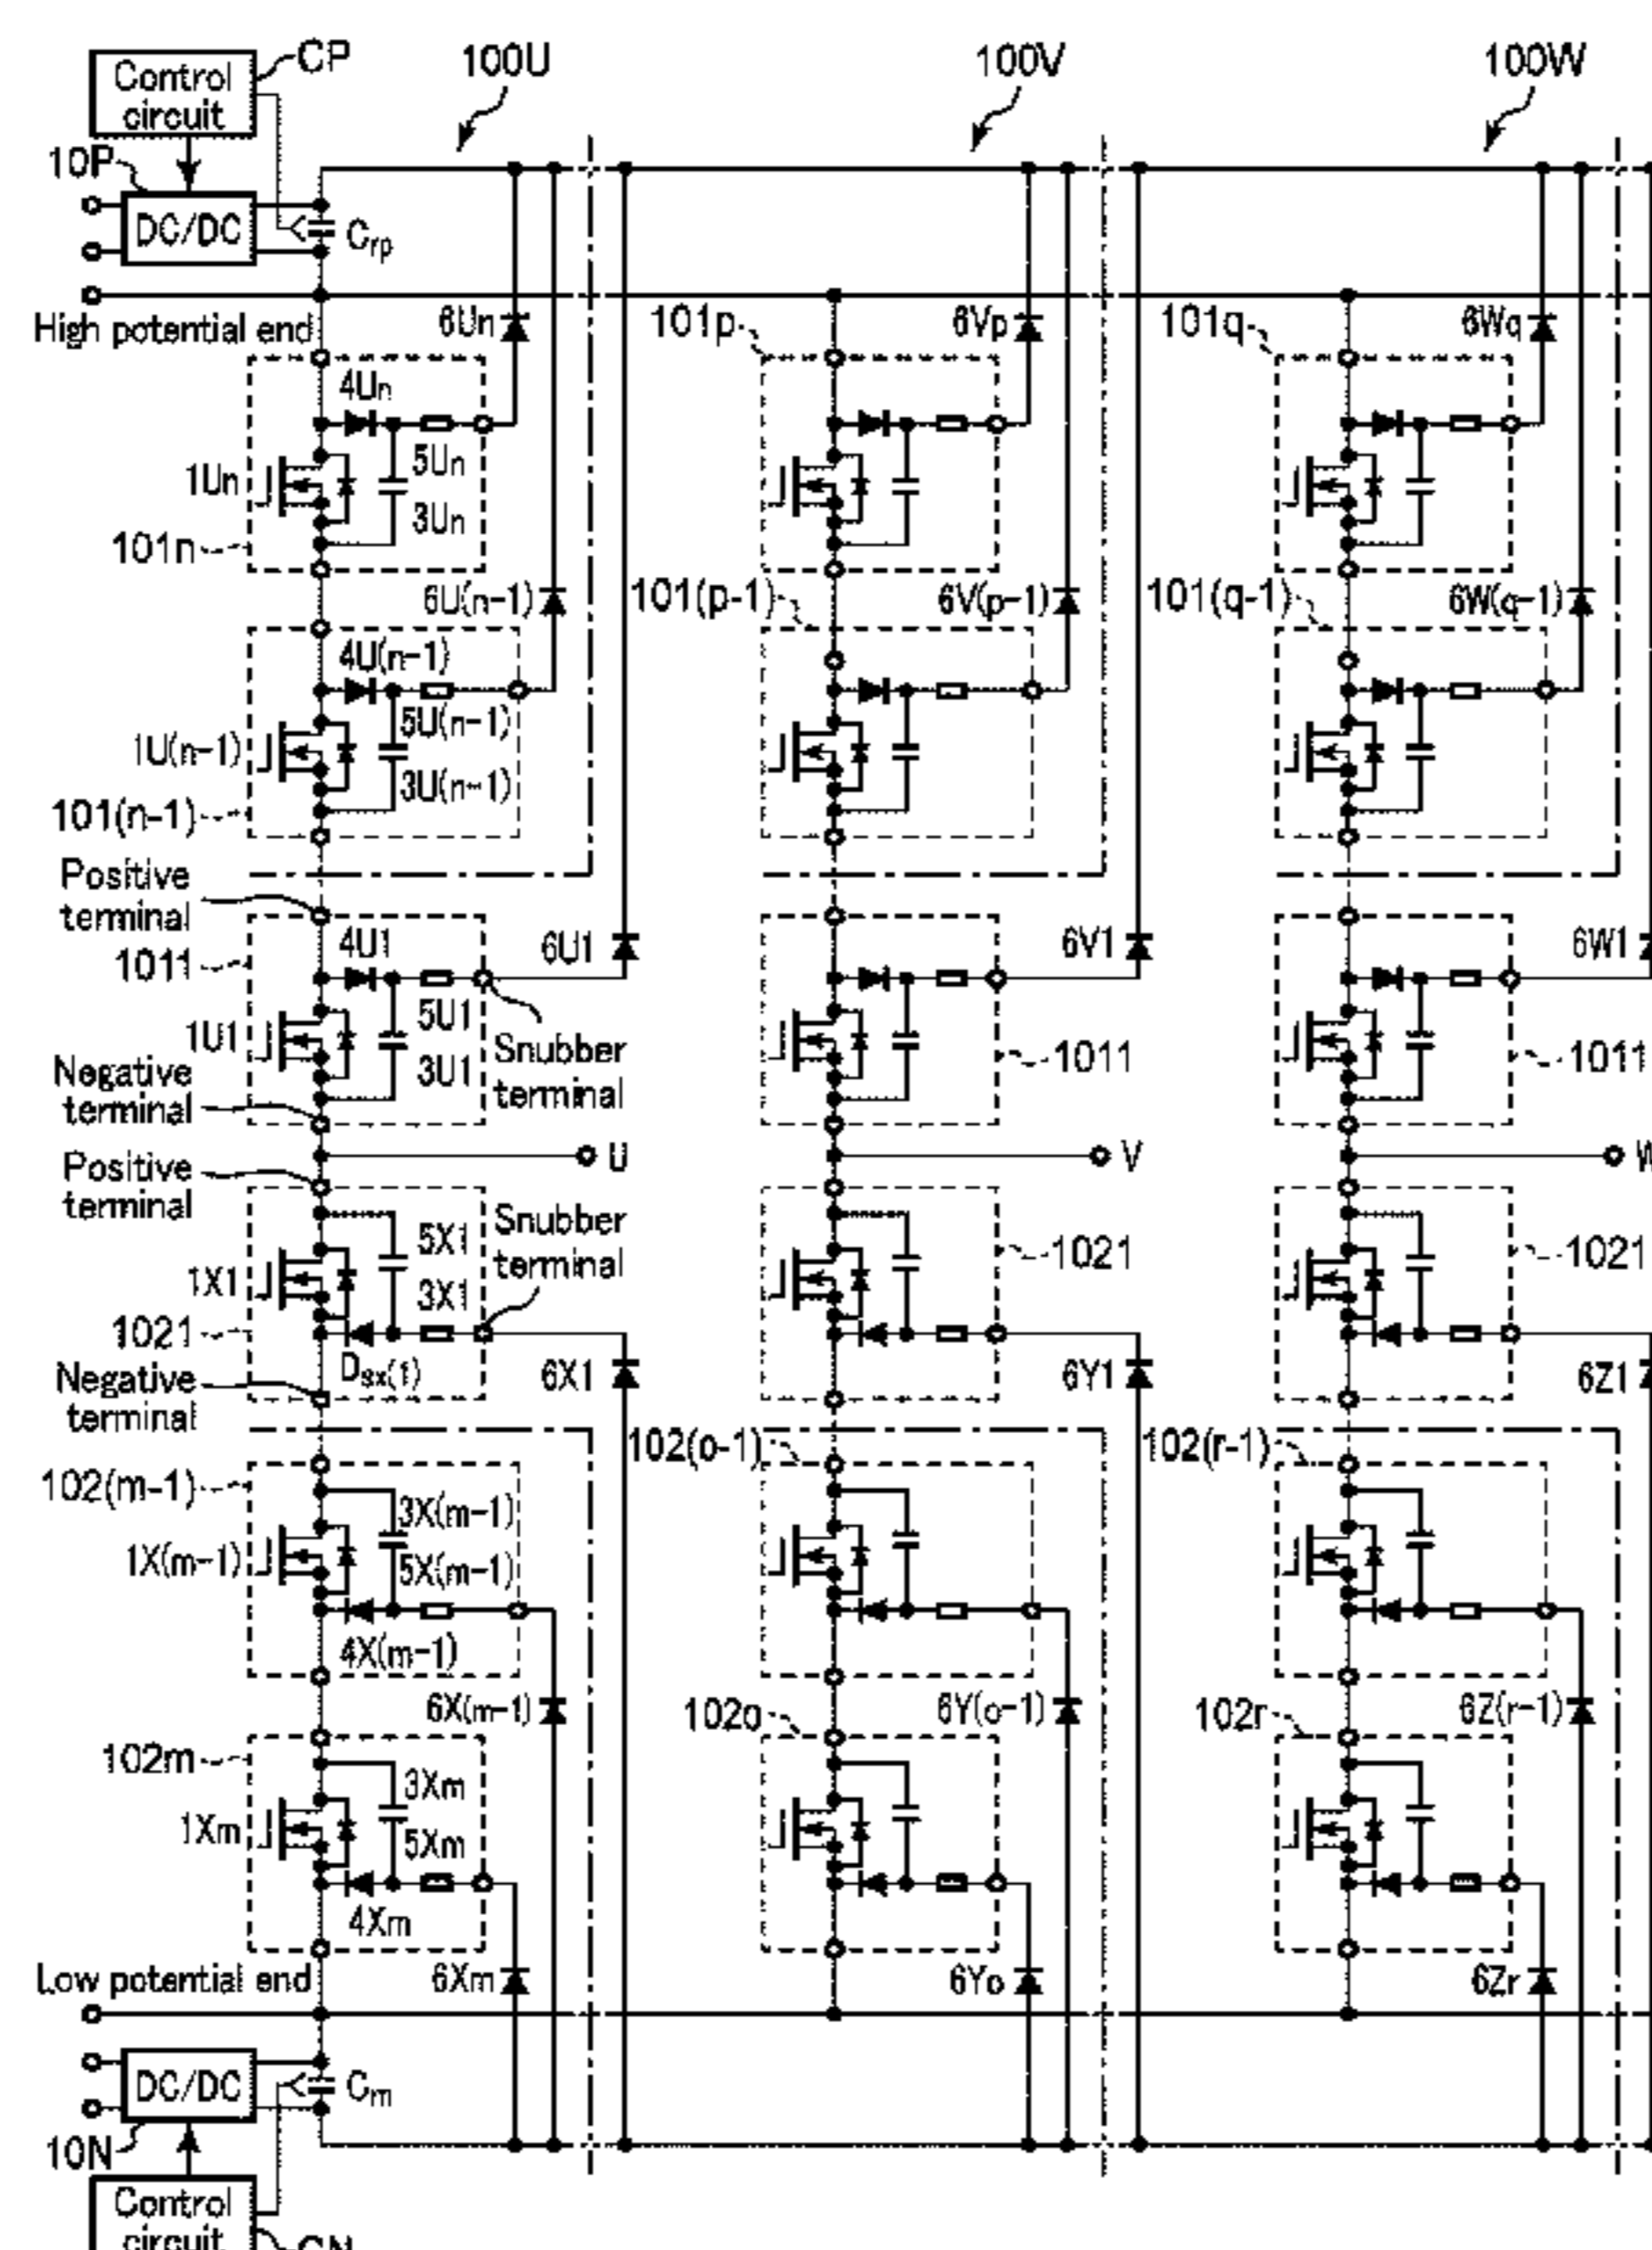 Control
circuit
CP
100U
100V
100W
10P
DC/DC
Crp
High potential end
6Un
101p
6Vp
101q
6Wq
4Un
1Un
5Un
3Un
101n
6U(n-1)
101(p-1)
6V(p-1)
101(q-1)
6W(q-1)
4U(n-1)
1U(n-1)
5U(n-1)
3U(n-1)
101(n-1)
Positive
terminal
1011
4U1
6U1
6V1
6W1
1U1
5U1
3U1
Snubber
terminal
1011
1011
Negative
terminal
U
V
Positive
terminal
Snubber
terminal
5X1
1X1
3X1
1021
1021
1021
Dsx(1)
6X1
6Y1
6Z1
Negative
terminal
102(m-1)
102(o-1)
102(r-1)
3X(m-1)
1X(m-1)
5X(m-1)
4X(m-1)
6X(m-1)
102o
6Y(o-1)
102r
6Z(r-1)
102m
3Xm
1Xm
5Xm
4Xm
Low potential end
6Xm
6Yo
6Zr
DC/DC
10N
Control
circuit